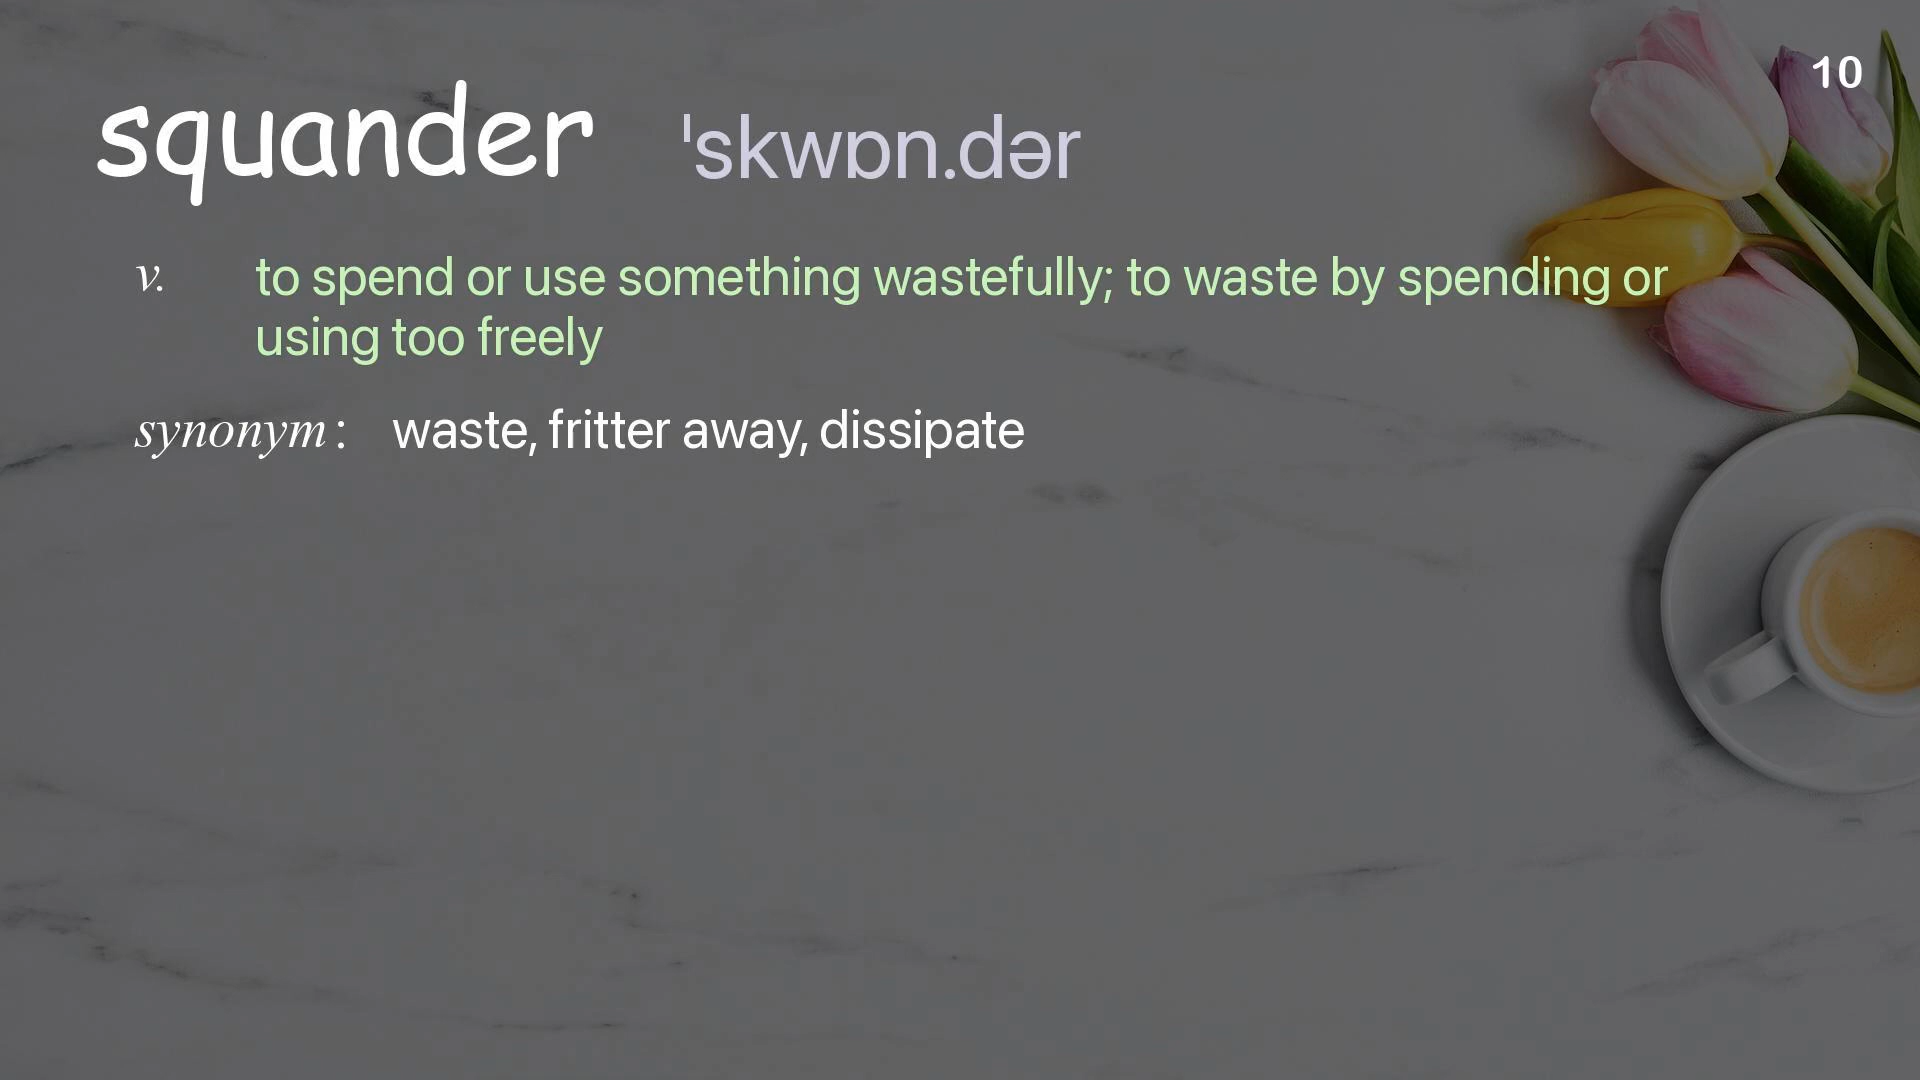 10
squander ˈskwɒn.dər
v. to spend or use something wastefully; to waste by spending or
using too freely
synonym : waste, fritter away, dissipate